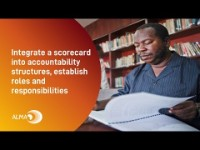 Integrate a scorecard
into accountability
structures, establish
roles and
responsibilities
ALMA